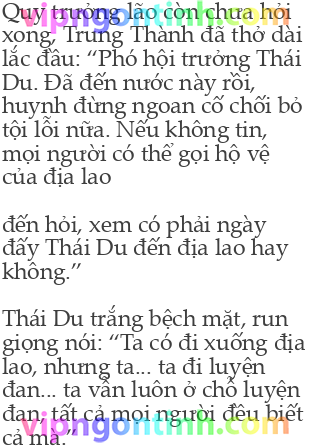 Quý trưởng lão còn chưa hỏi
xong, Trung Thành đã thở dài
lắc đầu: “Phó hội trưởng Thái
Du. Đã đến nước này rồi,
huynh đừng ngoan cố chối bỏ
tội lỗi nữa. Nếu không tin,
mọi người có thể gọi hộ vệ
của địa lao
đến hỏi, xem có phải ngày
đấy Thái Du đến địa lao hay
không.”
Thái Du trắng bệch mặt, run
giọng nói: “Ta có đi xuống địa
lao, nhưng ta... ta đi luyện
đan... ta vẫn luôn ở chỗ luyện
đan, tất cả mọi người đều biết
cả mà.”
vipngontinh.com
vipngontinh.com